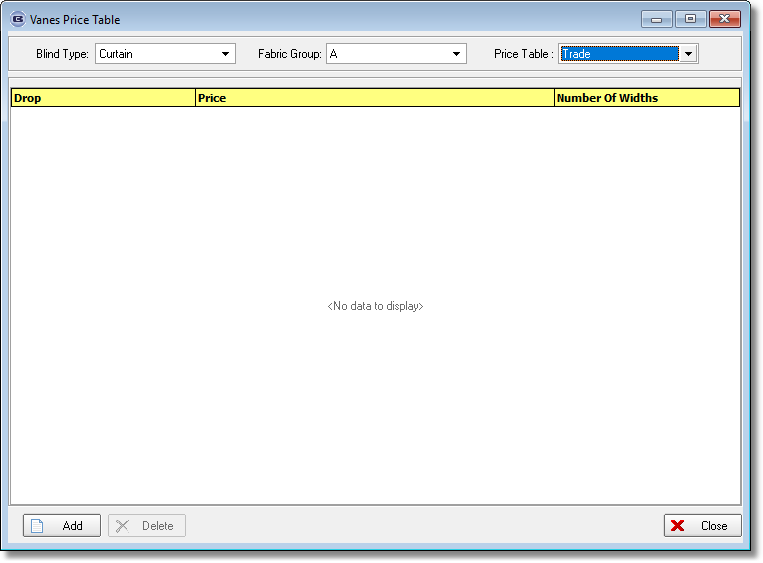 Vanes Price Table
Blind Type: Curtain Fabric Group: A Price Table : Trade
Drop Price Number Of Widths
<No data to display>
Add Delete Close